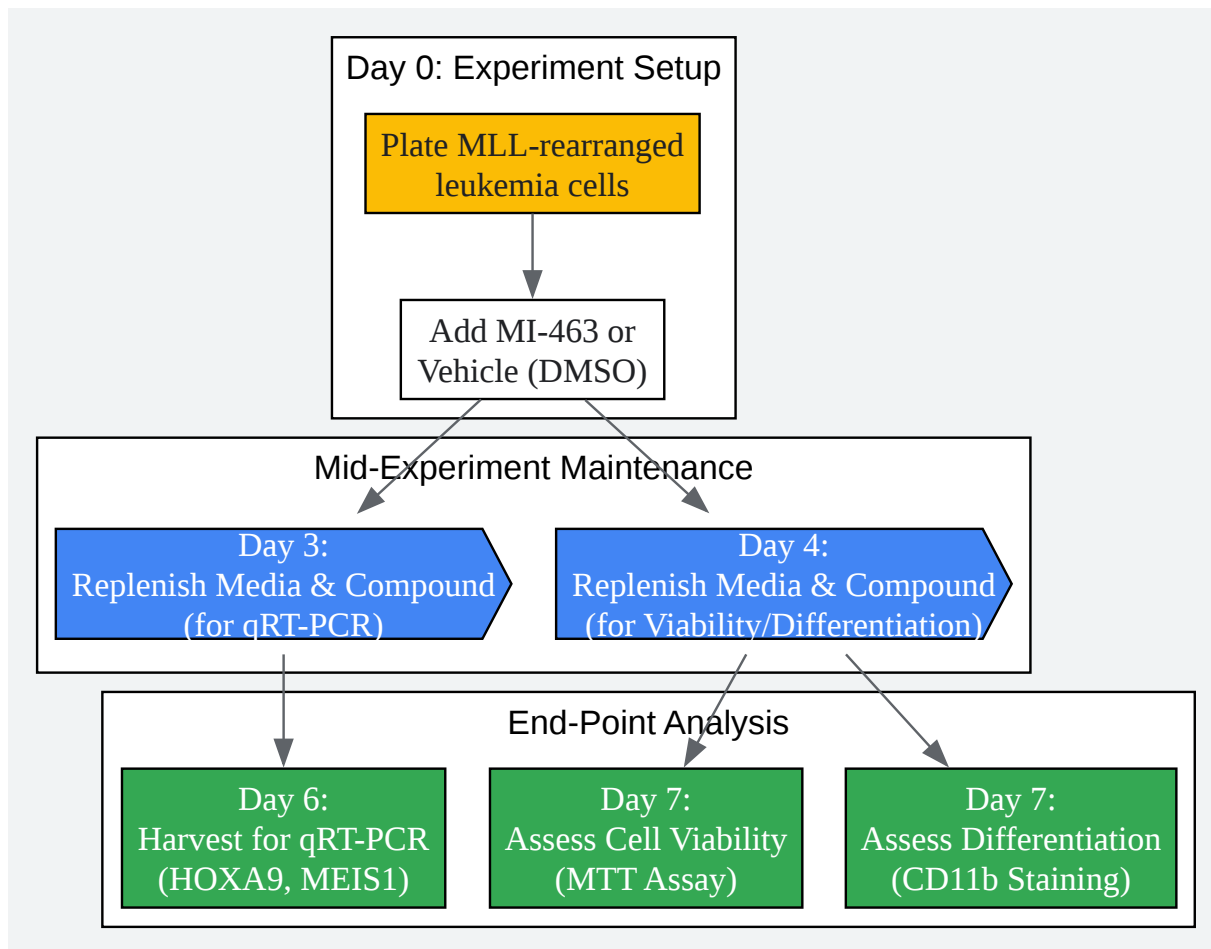 Day 0: Experiment Setup
Plate MLL-rearranged
leukemia cells
Add MI-463 or
Vehicle (DMSO)
Mid-Experiment Maintenance
Day 3:
Replenish Media & Compound
(for qRT-PCR)
Day 4:
Replenish Media & Compound
(for Viability/Differentiation)
End-Point Analysis
Day 6:
Harvest for qRT-PCR
(HOXA9, MEIS1)
Day 7:
Assess Cell Viability
(MTT Assay)
Day 7:
Assess Differentiation
(CD11b Staining)